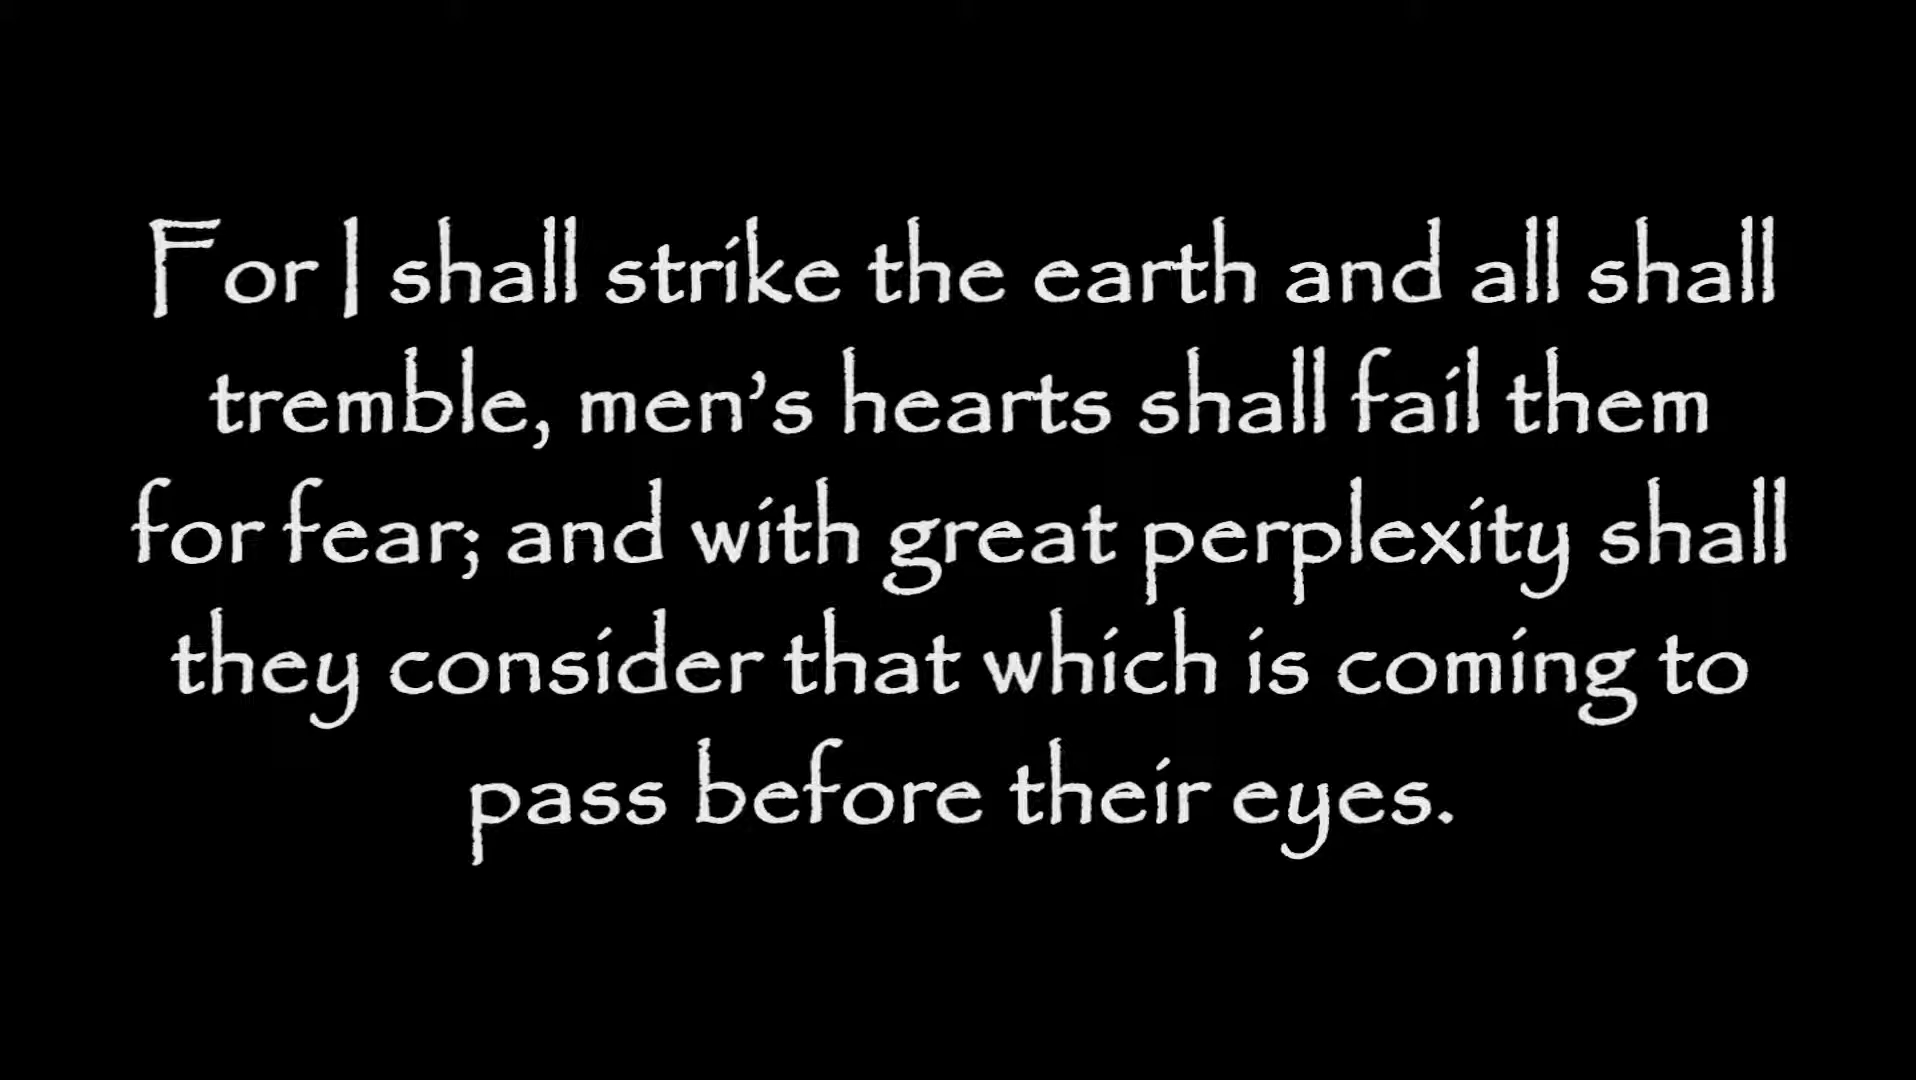 For I shall strike the earth and all shall
tremble, men’s hearts shall fail them
for fear; and with great perplexity shall
they consider that which is coming to
pass before their eyes.